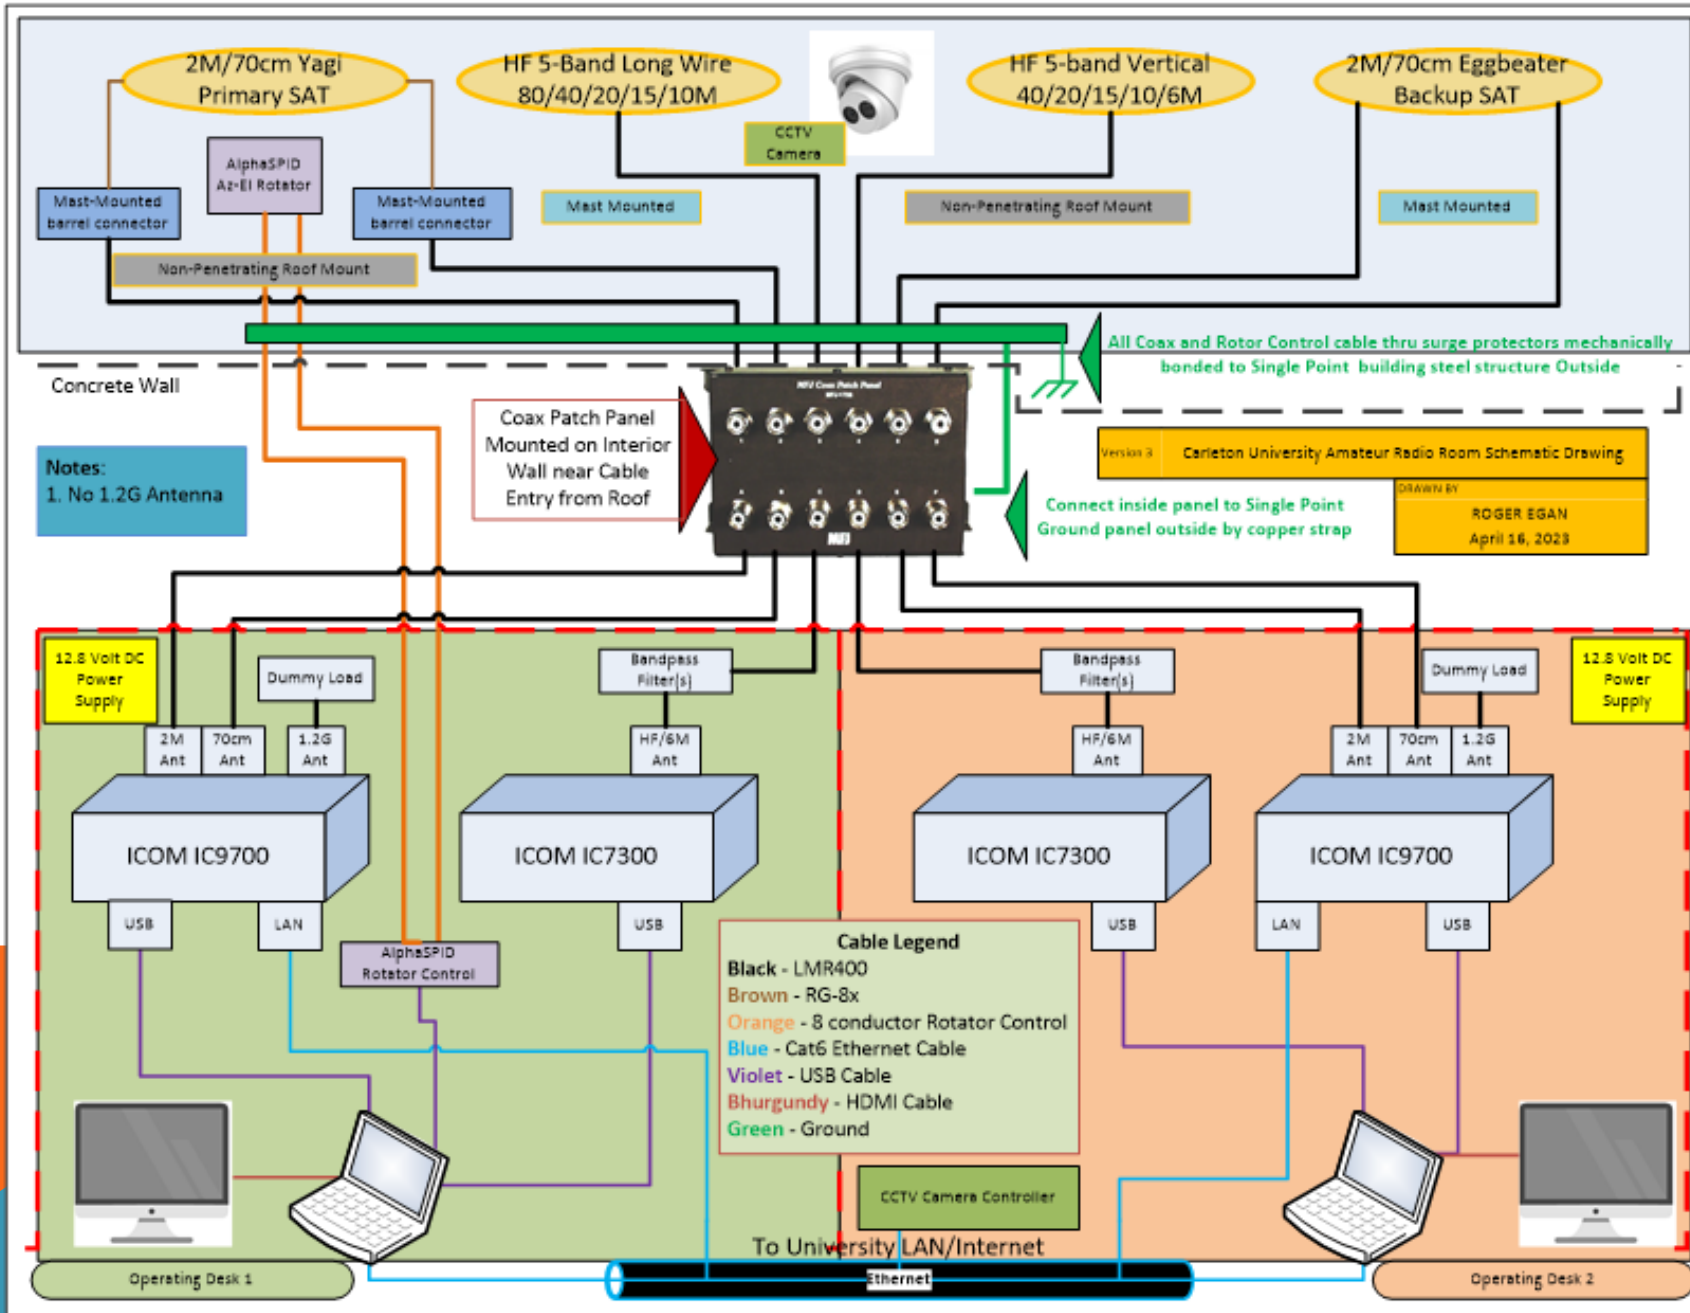 2M/70cm Yagi
Primary SAT
HF 5-Band Long Wire
80/40/20/15/10M
HF 5-band Vertical
40/20/15/10/6M
2M/70cm Eggbeater
Backup SAT
CCTV
Camera
AlphaSPID
Az-El Rotator
Mast-Mounted
barrel connector
Mast-Mounted
barrel connector
Mast Mounted
Non-Penetrating Roof Mount
Mast Mounted
Non-Penetrating Roof Mount
All Coax and Rotor Control cable thru surge protectors mechanically
bonded to Single Point building steel structure Outside
Concrete Wall
MFJ Coax Patch Panel
Coax Patch Panel
Mounted on Interior
Wall near Cable
Entry from Roof
Notes:
1. No 1.2G Antenna
Version 3
Carleton University Amateur Radio Room Schematic Drawing
DRAWN BY
ROGER EGAN
April 16, 2023
Connect inside panel to Single Point
Ground panel outside by copper strap
MFJ
12.8 Volt DC
Power
Supply
Dummy Load
Bandpass
Filter(s)
Bandpass
Filter(s)
Dummy Load
12.8 Volt DC
Power
Supply
2M
Ant
70cm
Ant
1.2G
Ant
HF/6M
Ant
HF/6M
Ant
2M
Ant
70cm
Ant
1.2G
Ant
ICOM IC9700
ICOM IC7300
ICOM IC7300
ICOM IC9700
USB
LAN
USB
USB
LAN
USB
AlphaSPID
Rotator Control
Cable Legend
Black - LMR400
Brown - RG-8x
Orange - 8 conductor Rotator Control
Blue - Cat6 Ethernet Cable
Violet - USB Cable
Bhurgundy - HDMI Cable
Green - Ground
CCTV Camera Controller
To University LAN/Internet
Operating Desk 1
Ethernet
Operating Desk 2